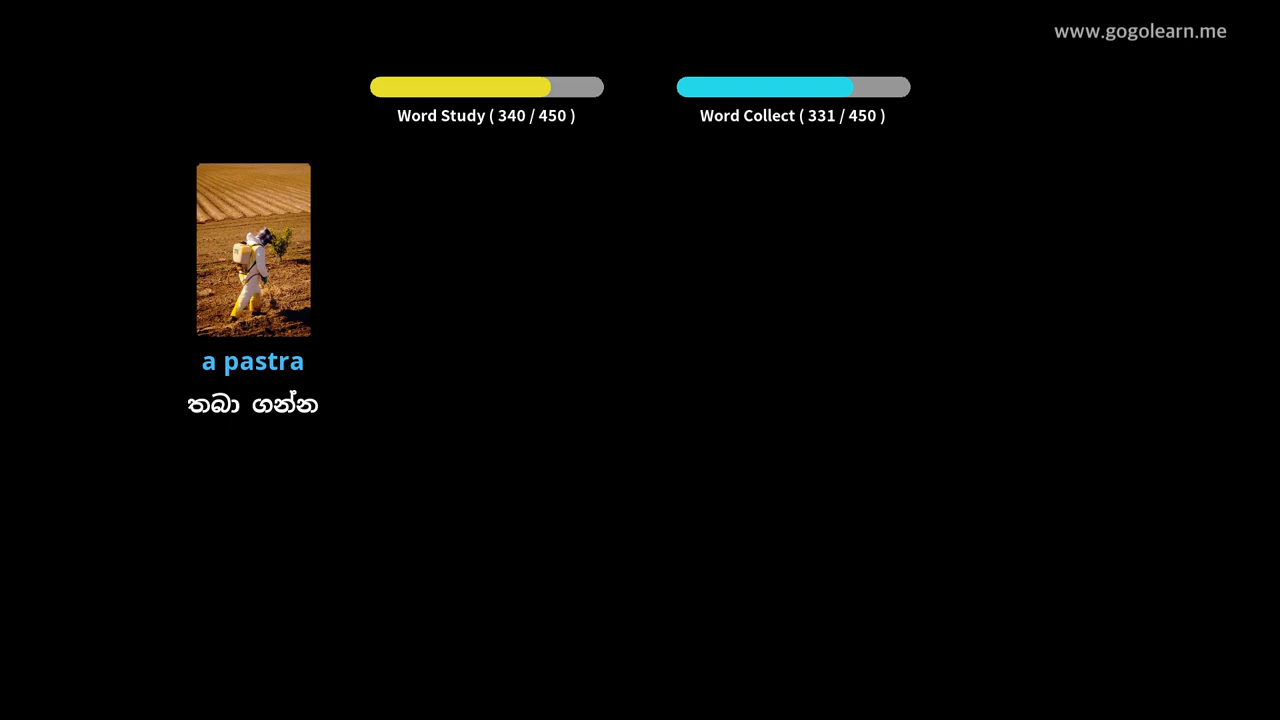 www.gogolearn.me
Word Study ( 340 / 450 )
Word Collect ( 331 / 450 )
a pastra
තබා ගන්න